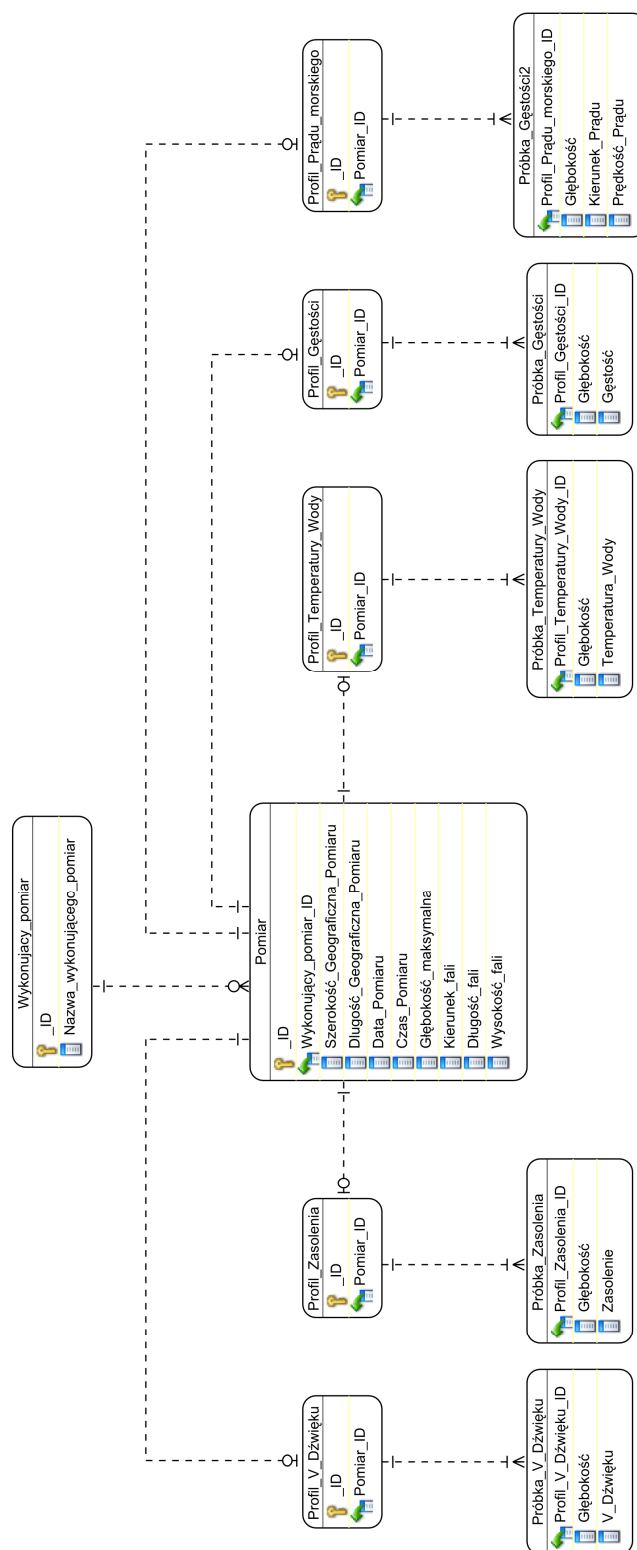 Wykonujacy_pomiar
_ID
Nazwa_wykonującego_pomiar
Pomiar
_ID
Wykonujący_pomiar_ID
Szerokość_Geograficzna_Pomiaru
Długość_Geograficzna_Pomiaru
Data_Pomiaru
Czas_Pomiaru
Głębokość_maksymalna
Kierunek_fali
Długość_fali
Wysokość_fali
Profil_V_Dźwięku
_ID
Pomiar_ID
Profil_Zasolenia
_ID
Pomiar_ID
Profil_Temperatury_Wody
_ID
Pomiar_ID
Profil_Gęstości
_ID
Pomiar_ID
Profil_Prądu_morskiego
_ID
Pomiar_ID
Próbka_V_Dźwięku
Profil_V_Dźwięku_ID
Głębokość
V_Dźwięku
Próbka_Zasolenia
Profil_Zasolenia_ID
Głębokość
Zasolenie
Próbka_Temperatury_Wody
Profil_Temperatury_Wody_ID
Głębokość
Temperatura_Wody
Próbka_Gęstości
Profil_Gęstości_ID
Głębokość
Gęstość
Próbka_Gęstości2
Profil_Prądu_morskiego_ID
Głębokość
Kierunek_Prądu
Prędkość_Prądu